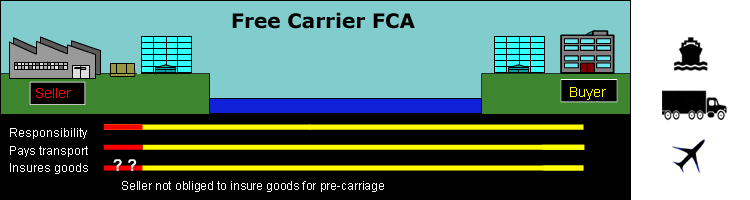 Free Carrier FCA
Seller
Buyer
Responsibility
Pays transport
Insures goods
? ?
Seller not obliged to insure goods for pre-carriage